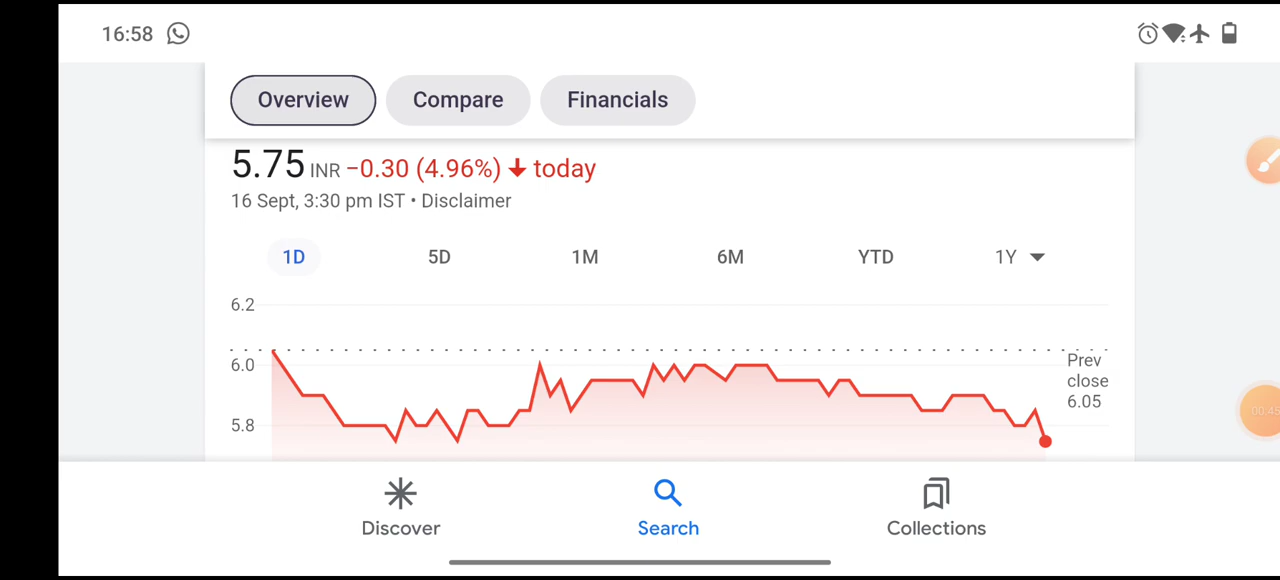 16:58
Overview Compare Financials
5.75 INR −0.30 (4.96%) ↓ today
16 Sept, 3:30 pm IST • Disclaimer
1D 5D 1M 6M YTD 1Y
6.2
6.0
5.8
Prev
close
6.05
00:45
Discover Search Collections